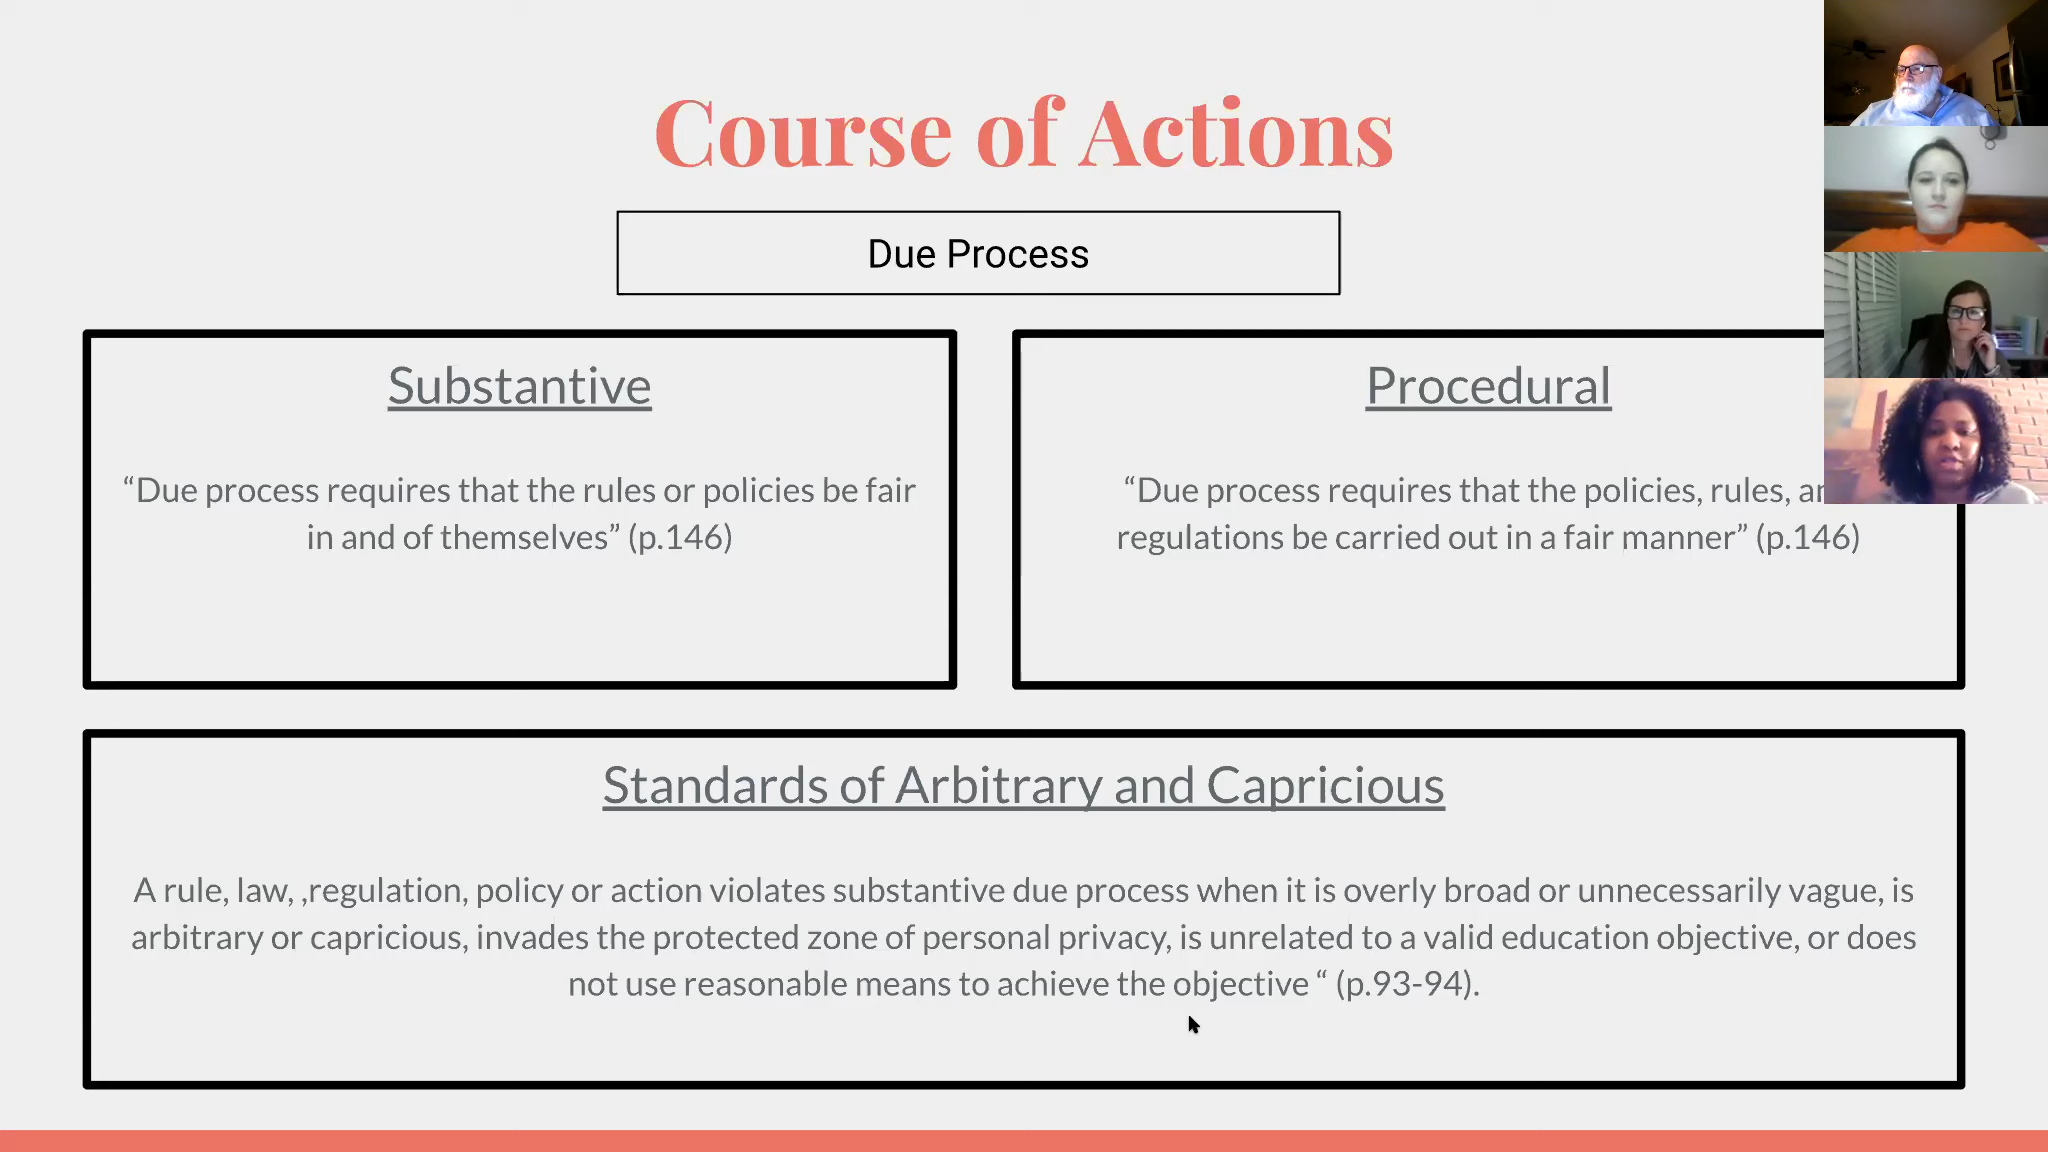 Course of Actions
Due Process
Substantive
“Due process requires that the rules or policies be fair
in and of themselves” (p.146)
Procedural
“Due process requires that the policies, rules,
regulations be carried out in a fair manner” (p.146)
Standards of Arbitrary and Capricious
A rule, law, ,regulation, policy or action violates substantive due process when it is overly broad or unnecessarily vague, is
arbitrary or capricious, invades the protected zone of personal privacy, is unrelated to a valid education objective, or does
not use reasonable means to achieve the objective “ (p.93-94).